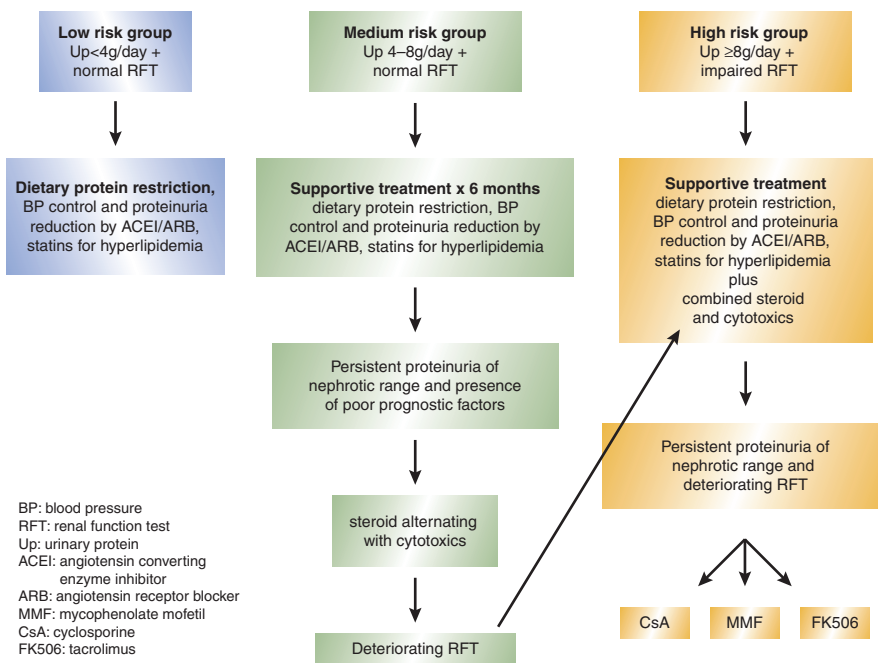 Low risk group
Up<4g/day +
normal RFT
Dietary protein restriction,
BP control and proteinuria
reduction by ACEI/ARB,
statins for hyperlipidemia
Medium risk group
Up 4–8g/day +
normal RFT
Supportive treatment x 6 months
dietary protein restriction, BP
control and proteinuria reduction by
ACEI/ARB, statins for hyperlipidemia
Persistent proteinuria of
nephrotic range and presence
of poor prognostic factors
steroid alternating
with cytotoxics
Deteriorating RFT
High risk group
Up ≥8g/day +
impaired RFT
Supportive treatment
dietary protein restriction,
BP control and proteinuria
reduction by ACEI/ARB,
statins for hyperlipidemia
plus
combined steroid
and cytotoxics
Persistent proteinuria of
nephrotic range and
deteriorating RFT
CsA
MMF
FK506
BP: blood pressure
RFT: renal function test
Up: urinary protein
ACEI: angiotensin converting
enzyme inhibitor
ARB: angiotensin receptor blocker
MMF: mycophenolate mofetil
CsA: cyclosporine
FK506: tacrolimus